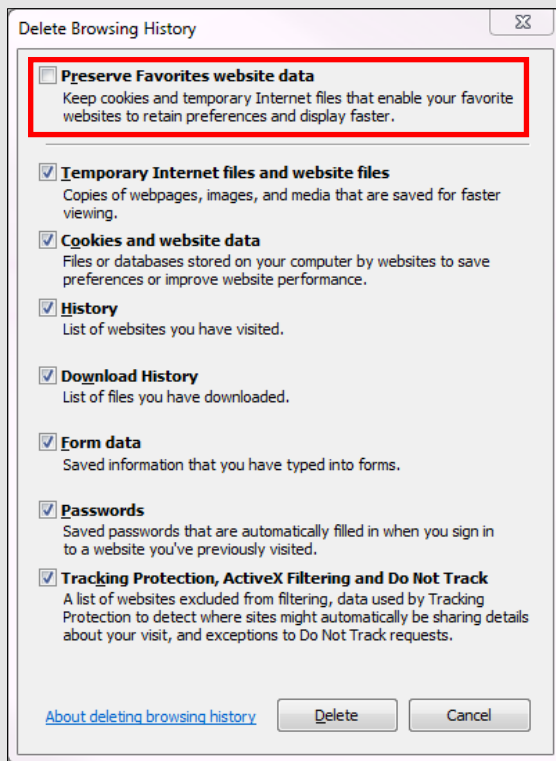 Delete Browsing History
Preserve Favorites website data
Keep cookies and temporary Internet files that enable your favorite
websites to retain preferences and display faster.
Temporary Internet files and website files
Copies of webpages, images, and media that are saved for faster
viewing.
Cookies and website data
Files or databases stored on your computer by websites to save
preferences or improve website performance.
History
List of websites you have visited.
Download History
List of files you have downloaded.
Form data
Saved information that you have typed into forms.
Passwords
Saved passwords that are automatically filled in when you sign in
to a website you've previously visited.
Tracking Protection, ActiveX Filtering and Do Not Track
A list of websites excluded from filtering, data used by Tracking
Protection to detect where sites might automatically be sharing details
about your visit, and exceptions to Do Not Track requests.
About deleting browsing history Delete Cancel